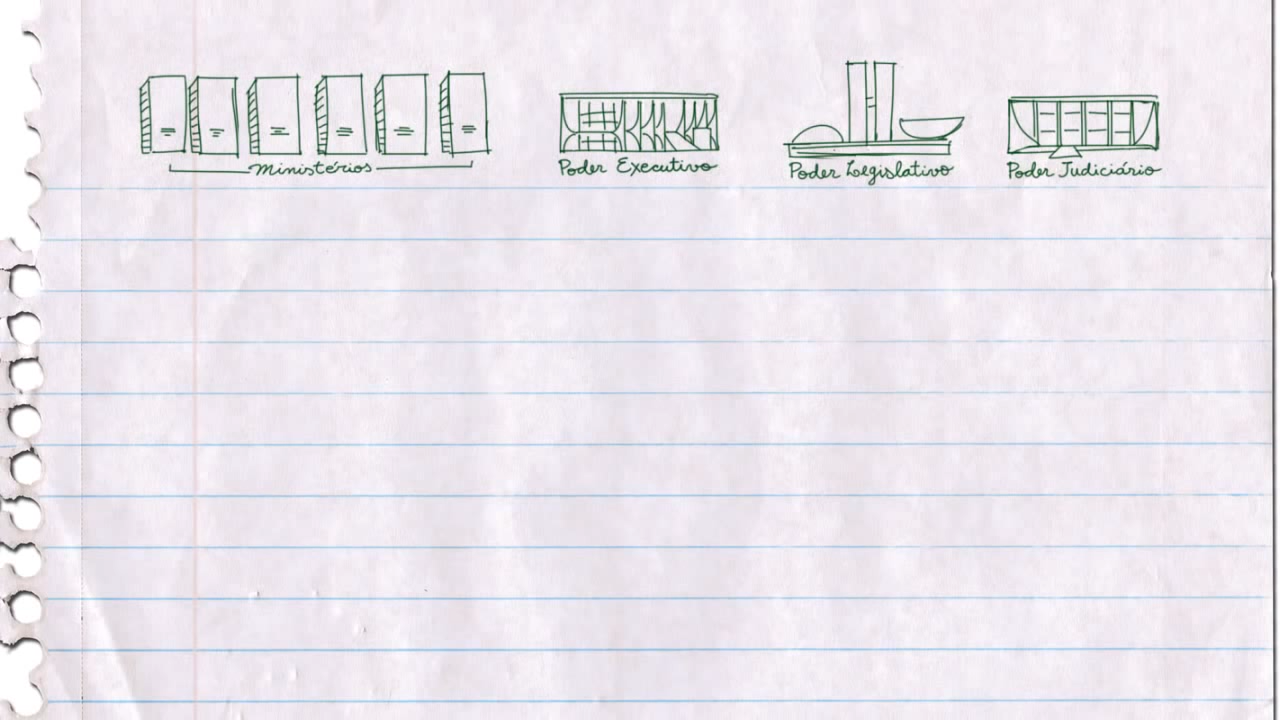 Ministérios
Poder Executivo
Poder Legislativo
Poder Judiciário